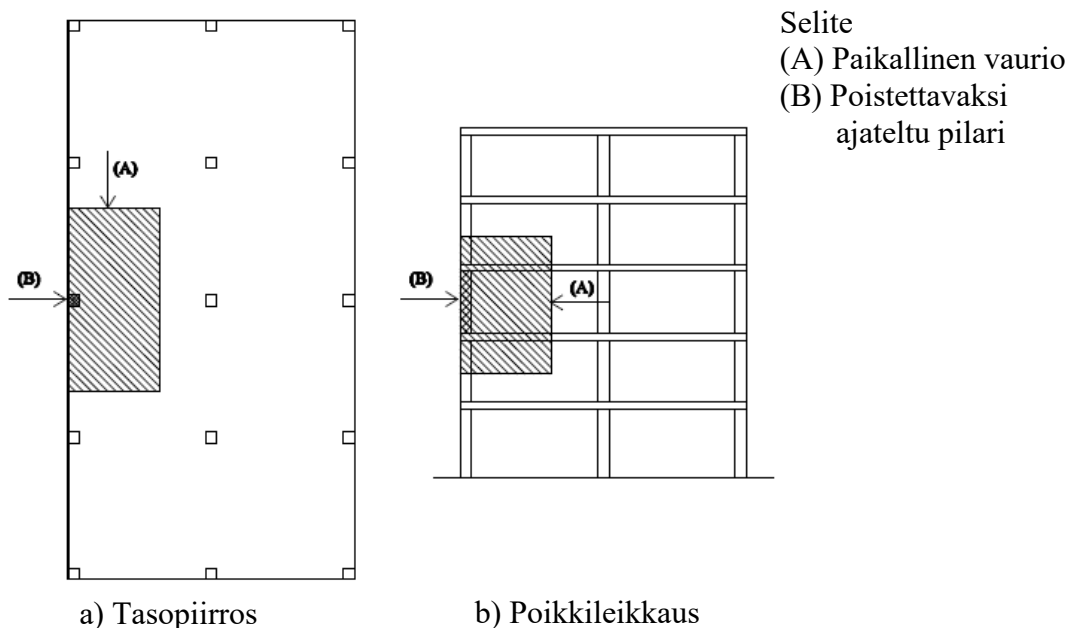 Selite
(A) Paikallinen vaurio
(B) Poistettavaksi
ajateltu pilari
(A)
(B)
(B)
(A)
a) Tasopiirros
b) Poikkileikkaus